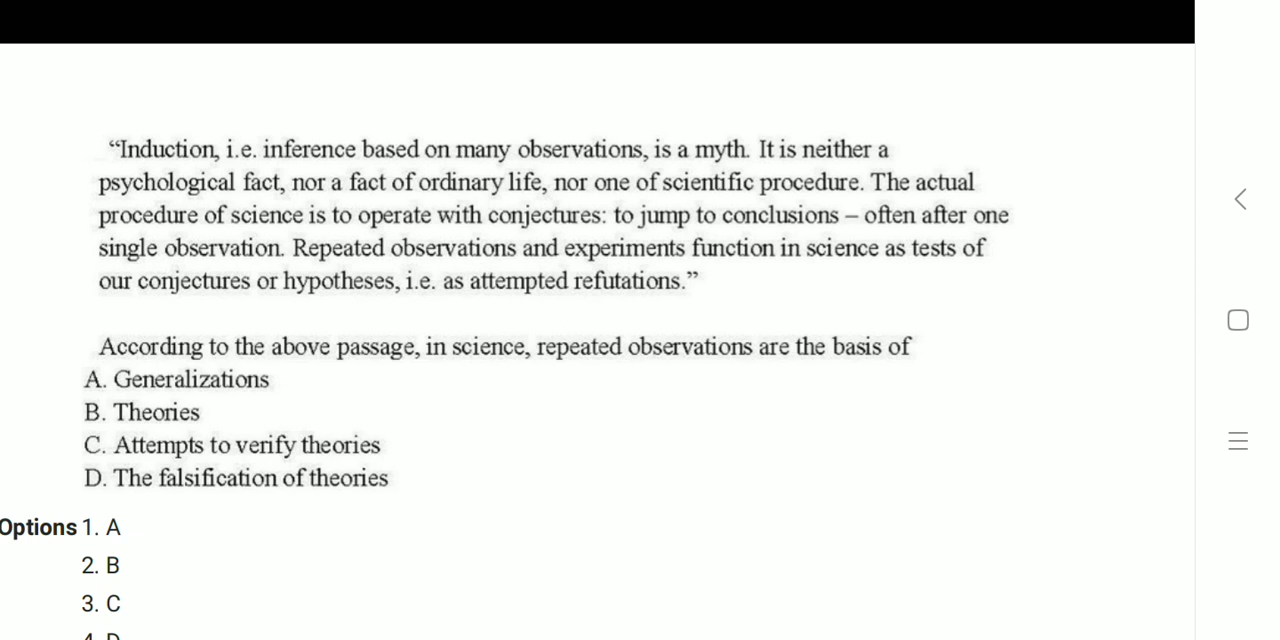 “Induction, i.e. inference based on many observations, is a myth. It is neither a
psychological fact, nor a fact of ordinary life, nor one of scientific procedure. The actual
procedure of science is to operate with conjectures: to jump to conclusions – often after one
single observation. Repeated observations and experiments function in science as tests of
our conjectures or hypotheses, i.e. as attempted refutations.”
According to the above passage, in science, repeated observations are the basis of
A. Generalizations
B. Theories
C. Attempts to verify theories
D. The falsification of theories
Options 1. A
2. B
3. C
4. D